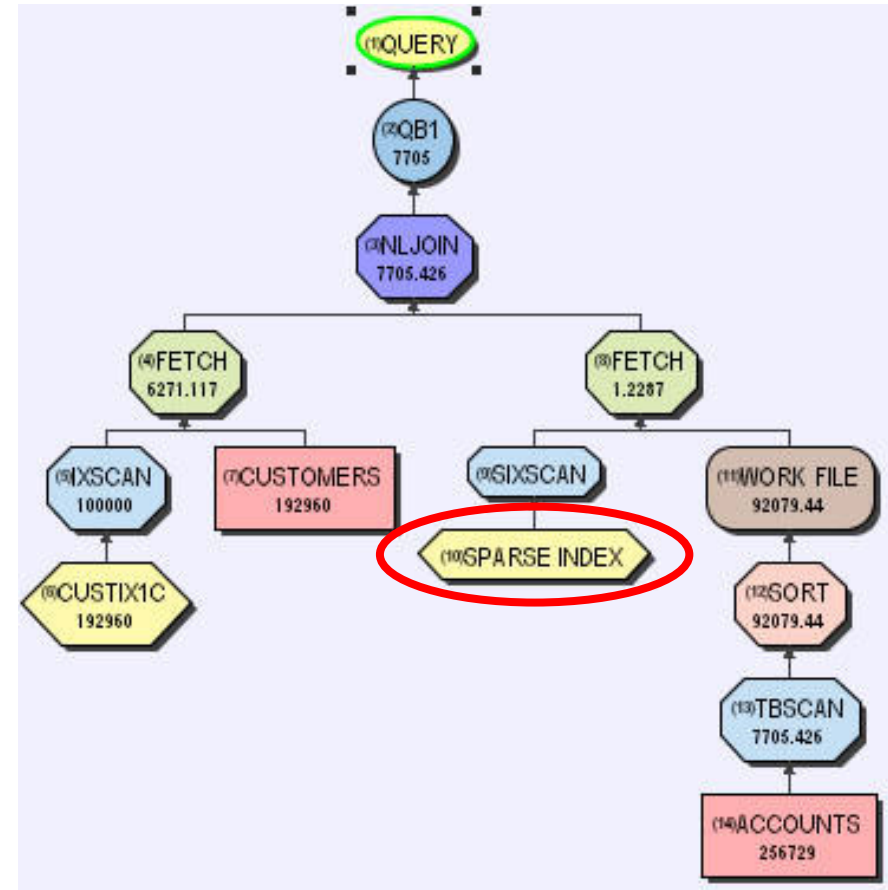 (1)QUERY
(2)QB1
7705
(3)NLJOIN
7705.426
(4)FETCH
6271.117
(8)FETCH
1.2287
(5)IXSCAN
100000
(7)CUSTOMERS
192960
(9)SIXSCAN
(11)WORK FILE
92079.44
(6)CUSTIX1C
192960
(10)SPARSE INDEX
(12)SORT
92079.44
(13)TBSCAN
7705.426
(14)ACCOUNTS
256729